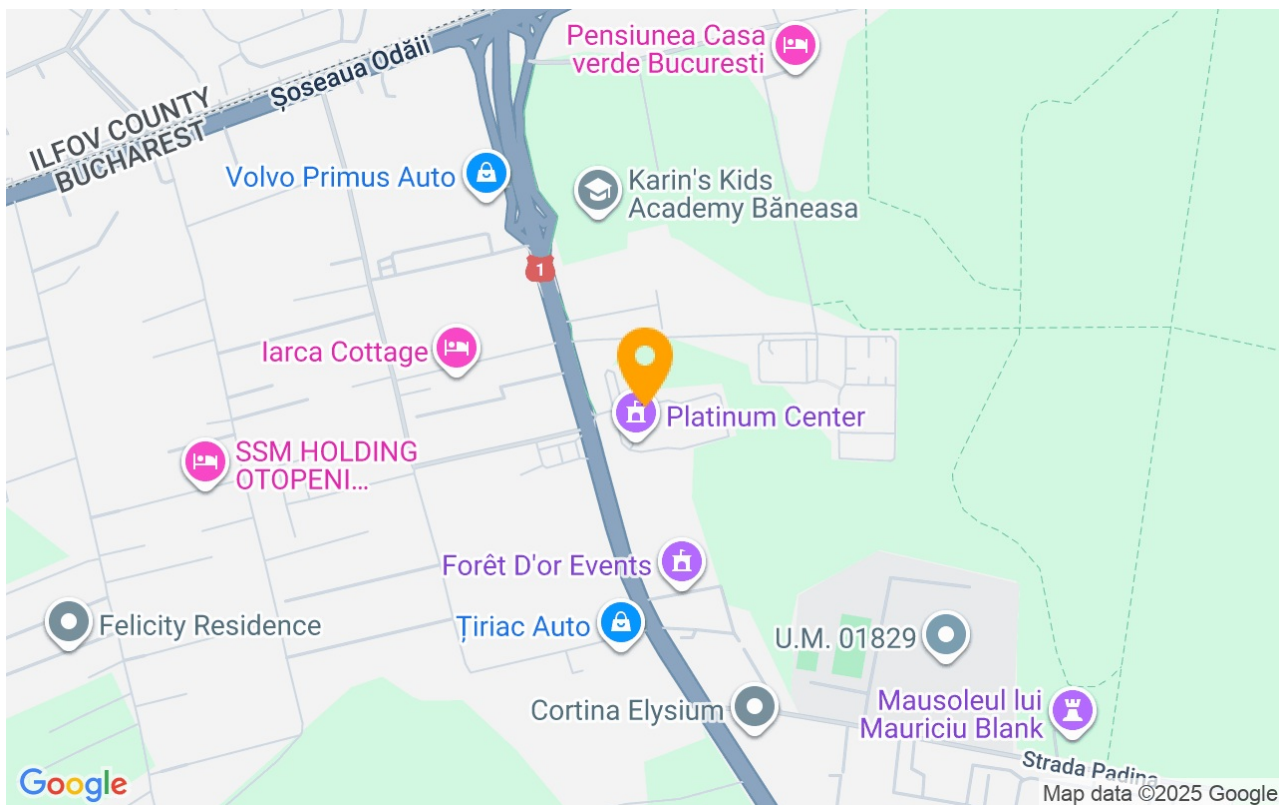 Pensiunea Casa
verde Bucuresti
Șoseaua Odăii
ILFOV COUNTY
BUCHAREST
Volvo Primus Auto
Karin's Kids
Academy Băneasa
1
Iarca Cottage
Platinum Center
SSM HOLDING
OTOPENI...
Forêt D'or Events
Felicity Residence
Țiriac Auto
U.M. 01829
Cortina Elysium
Mausoleul lui
Mauriciu Blank
Strada Padina
Google
Map data ©2025 Google